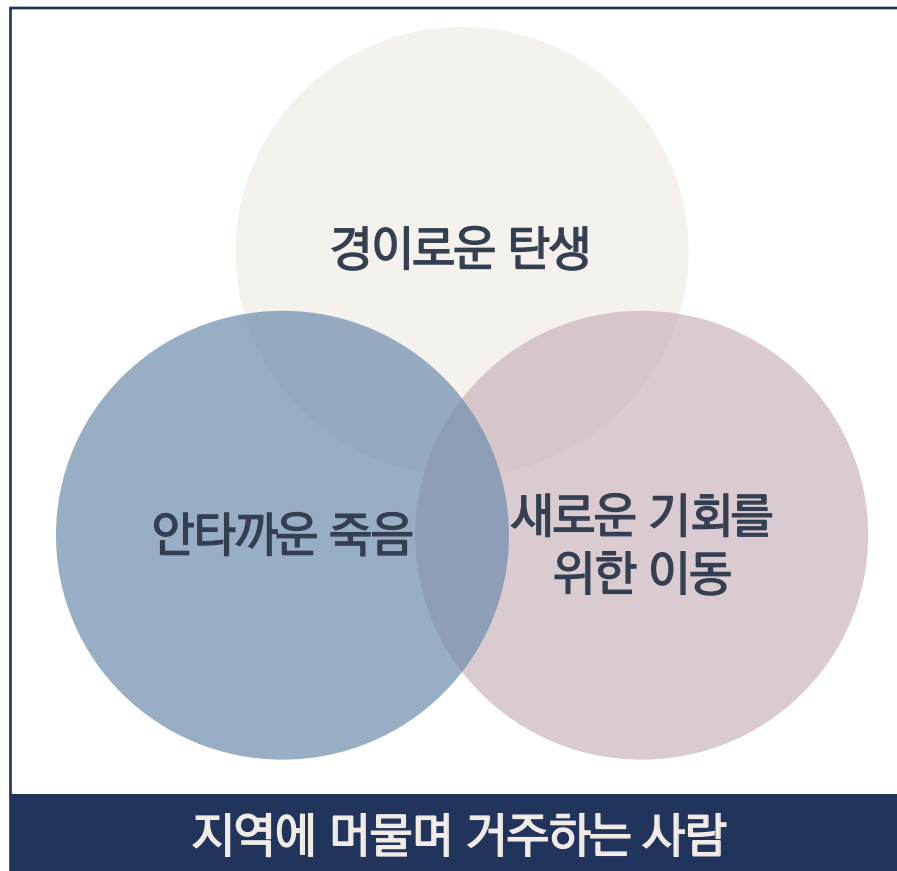 경이로운 탄생
안타까운 죽음
새로운 기회를
위한 이동
지역에 머물며 거주하는 사람